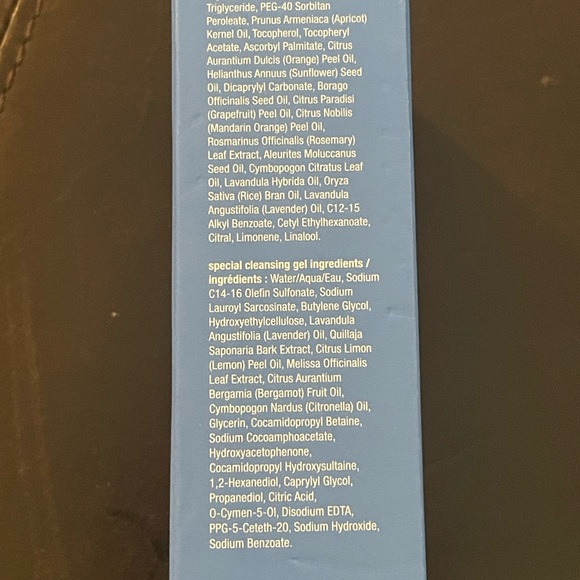 Triglyceride, PEG-40 Sorbitan
Peroleate, Prunus Armeniaca (Apricot)
Kernel Oil, Tocopherol, Tocopheryl
Acetate, Ascorbyl Palmitate, Citrus
Aurantium Dulcis (Orange) Peel Oil,
Helianthus Annuus (Sunflower) Seed
Oil, Dicaprylyl Carbonate, Borago
Officinalis Seed Oil, Citrus Paradisi
(Grapefruit) Peel Oil, Citrus Nobilis
(Mandarin Orange) Peel Oil,
Rosmarinus Officinalis (Rosemary)
Leaf Extract, Aleurites Moluccanus
Seed Oil, Cymbopogon Citratus Leaf
Oil, Lavandula Hybrida Oil, Oryza
Sativa (Rice) Bran Oil, Lavandula
Angustifolia (Lavender) Oil, C12-15
Alkyl Benzoate, Cetyl Ethylhexanoate,
Citral, Limonene, Linalool.
special cleansing gel ingredients /
ingrédients : Water/Aqua/Eau, Sodium
C14-16 Olefin Sulfonate, Sodium
Lauroyl Sarcosinate, Butylene Glycol,
Hydroxyethylcellulose, Lavandula
Angustifolia (Lavender) Oil, Quillaja
Saponaria Bark Extract, Citrus Limon
(Lemon) Peel Oil, Melissa Officinalis
Leaf Extract, Citrus Aurantium
Bergamia (Bergamot) Fruit Oil,
Cymbopogon Nardus (Citronella) Oil,
Glycerin, Cocamidopropyl Betaine,
Sodium Cocoamphoacetate,
Hydroxyacetophenone,
Cocamidopropyl Hydroxysultaine,
1,2-Hexanediol, Caprylyl Glycol,
Propanediol, Citric Acid,
O-Cymen-5-Ol, Disodium EDTA,
PPG-5-Ceteth-20, Sodium Hydroxide,
Sodium Benzoate.